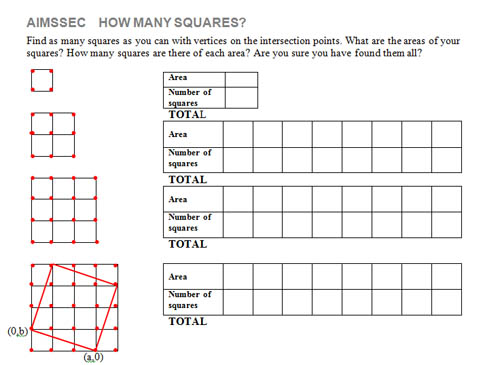 AIMSSEC HOW MANY SQUARES?
Find as many squares as you can with vertices on the intersection points. What are the areas of your
squares? How many squares are there of each area? Are you sure you have found them all?
Area
Number of
squares
TOTAL
Area
Number of
squares
TOTAL
Area
Number of
squares
TOTAL
Area
Number of
squares
TOTAL
(0,b)
(a,0)